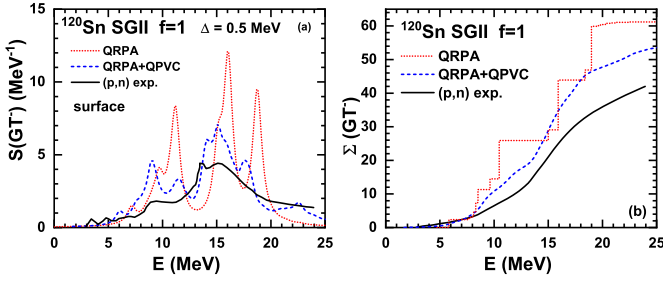 ¹²⁰Sn SGII f=1 Δ = 0.5 MeV (a)
QRPA
QRPA+QPVC
(p,n) exp.
surface
S(GT⁻) (MeV⁻¹)
15
10
5
0
0 5 10 15 20 25
E (MeV)
¹²⁰Sn SGII f=1
QRPA
QRPA+QPVC
(p,n) exp.
(b)
Σ (GT⁻)
60
50
40
30
20
10
0
0 5 10 15 20 25
E (MeV)